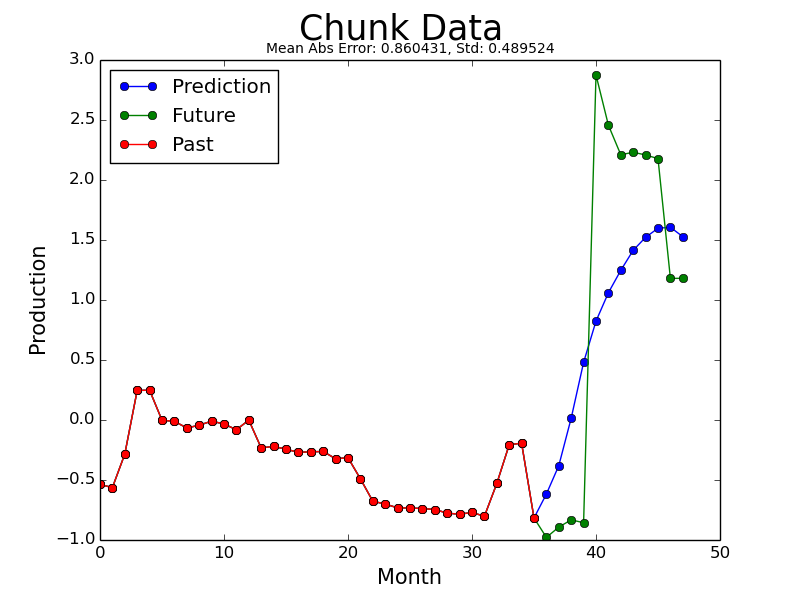 Chunk Data
Mean Abs Error: 0.860431, Std: 0.489524
3.0
2.5
2.0
1.5
1.0
0.5
0.0
−0.5
−1.0
Production
Prediction
Future
Past
0 10 20 30 40 50
Month